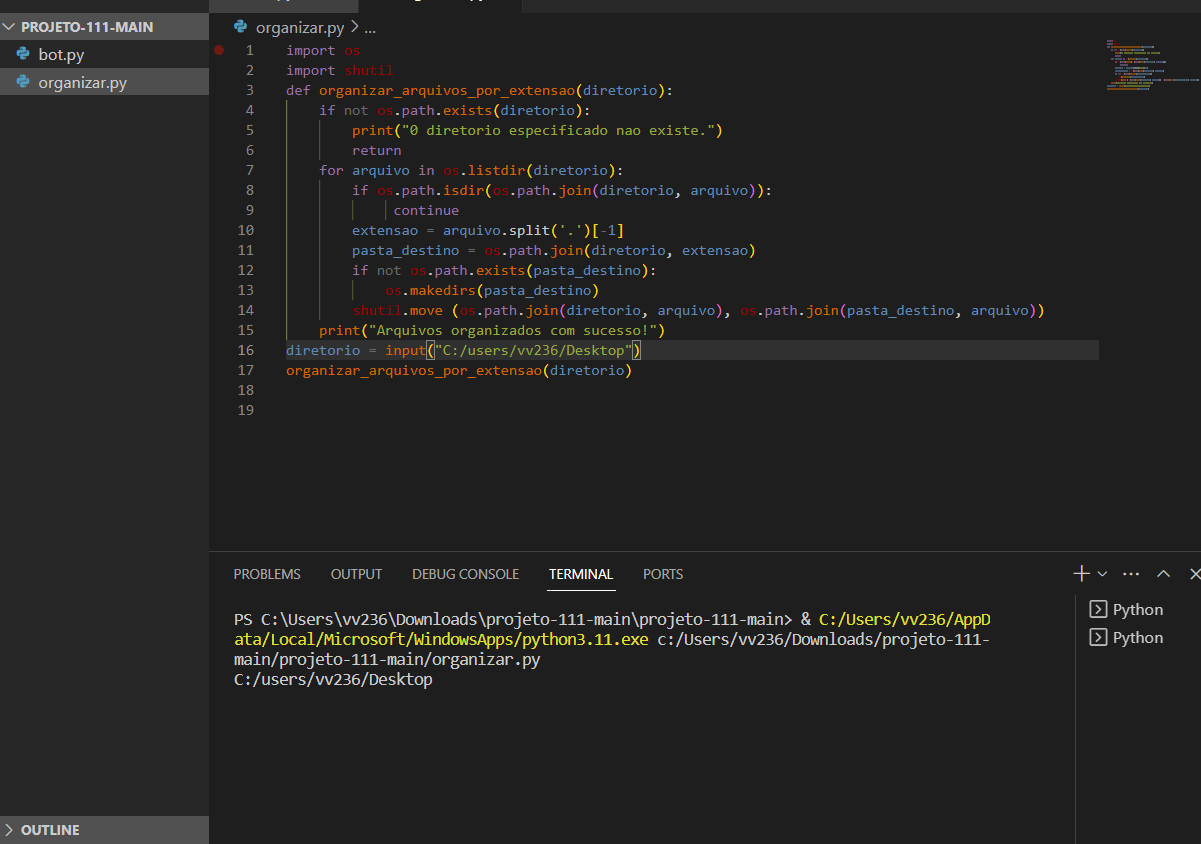 PROJETO-111-MAIN
bot.py
organizar.py
OUTLINE
organizar.py > ...
1 import os
2 import shutil
3 def organizar_arquivos_por_extensao(diretorio):
4     if not os.path.exists(diretorio):
5         print("0 diretorio especificado nao existe.")
6         return
7     for arquivo in os.listdir(diretorio):
8         if os.path.isdir(os.path.join(diretorio, arquivo)):
9             continue
10         extensao = arquivo.split('.')[-1]
11         pasta_destino = os.path.join(diretorio, extensao)
12         if not os.path.exists(pasta_destino):
13             os.makedirs(pasta_destino)
14         shutil.move (os.path.join(diretorio, arquivo), os.path.join(pasta_destino, arquivo))
15     print("Arquivos organizados com sucesso!")
16 diretorio = input("C:/users/vv236/Desktop")
17 organizar_arquivos_por_extensao(diretorio)
18
19
PROBLEMS OUTPUT DEBUG CONSOLE TERMINAL PORTS
PS C:\Users\vv236\Downloads\projeto-111-main\projeto-111-main> & C:/Users/vv236/AppD
ata/Local/Microsoft/WindowsApps/python3.11.exe c:/Users/vv236/Downloads/projeto-111-
main/projeto-111-main/organizar.py
C:/users/vv236/Desktop
Python
Python